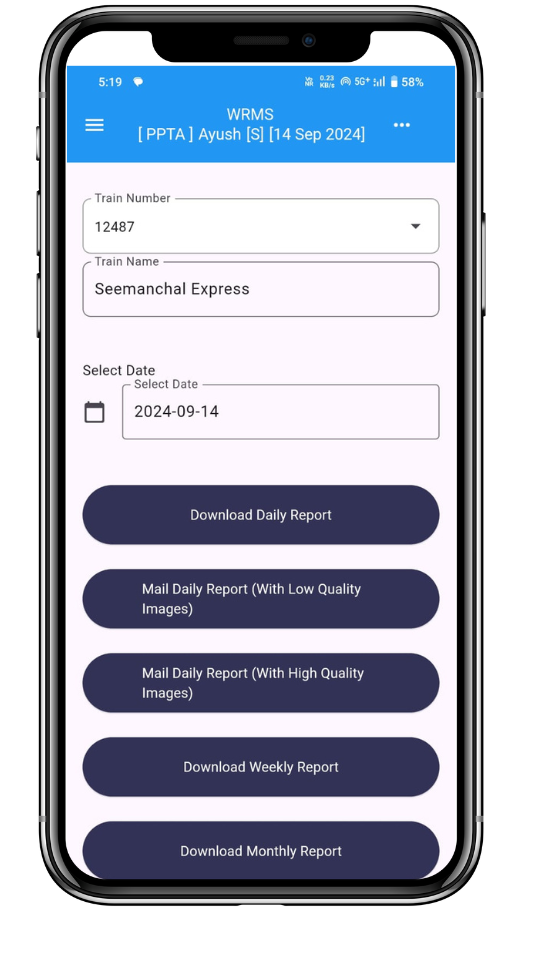 5:19
Vo NR 0.23 KB/s 5G+ 58%
WRMS
[ PPTA ] Ayush [S] [14 Sep 2024]
Train Number
12487
Train Name
Seemanchal Express
Select Date
Select Date
2024-09-14
Download Daily Report
Mail Daily Report (With Low Quality
Images)
Mail Daily Report (With High Quality
Images)
Download Weekly Report
Download Monthly Report